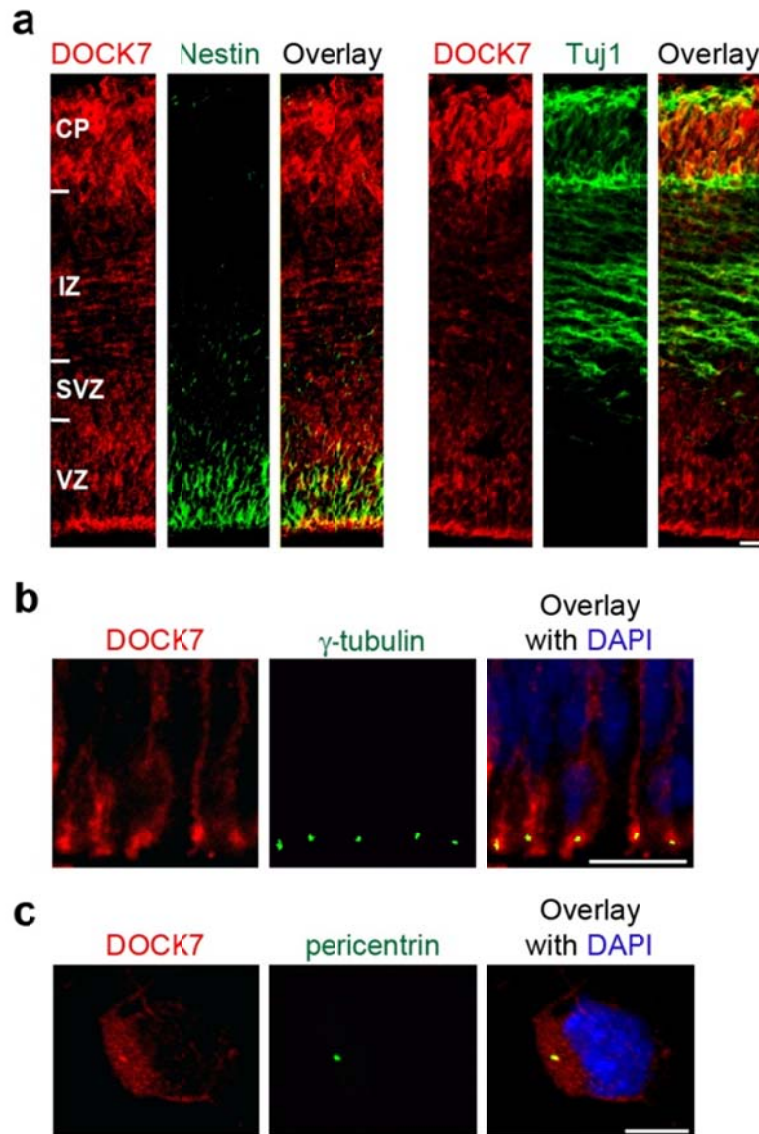 a
DOCK7 Nestin Overlay DOCK7 Tuj1 Overlay
CP
IZ
SVZ
VZ
b
Overlay
DOCK7 γ-tubulin with DAPI
c
Overlay
DOCK7 pericentrin with DAPI